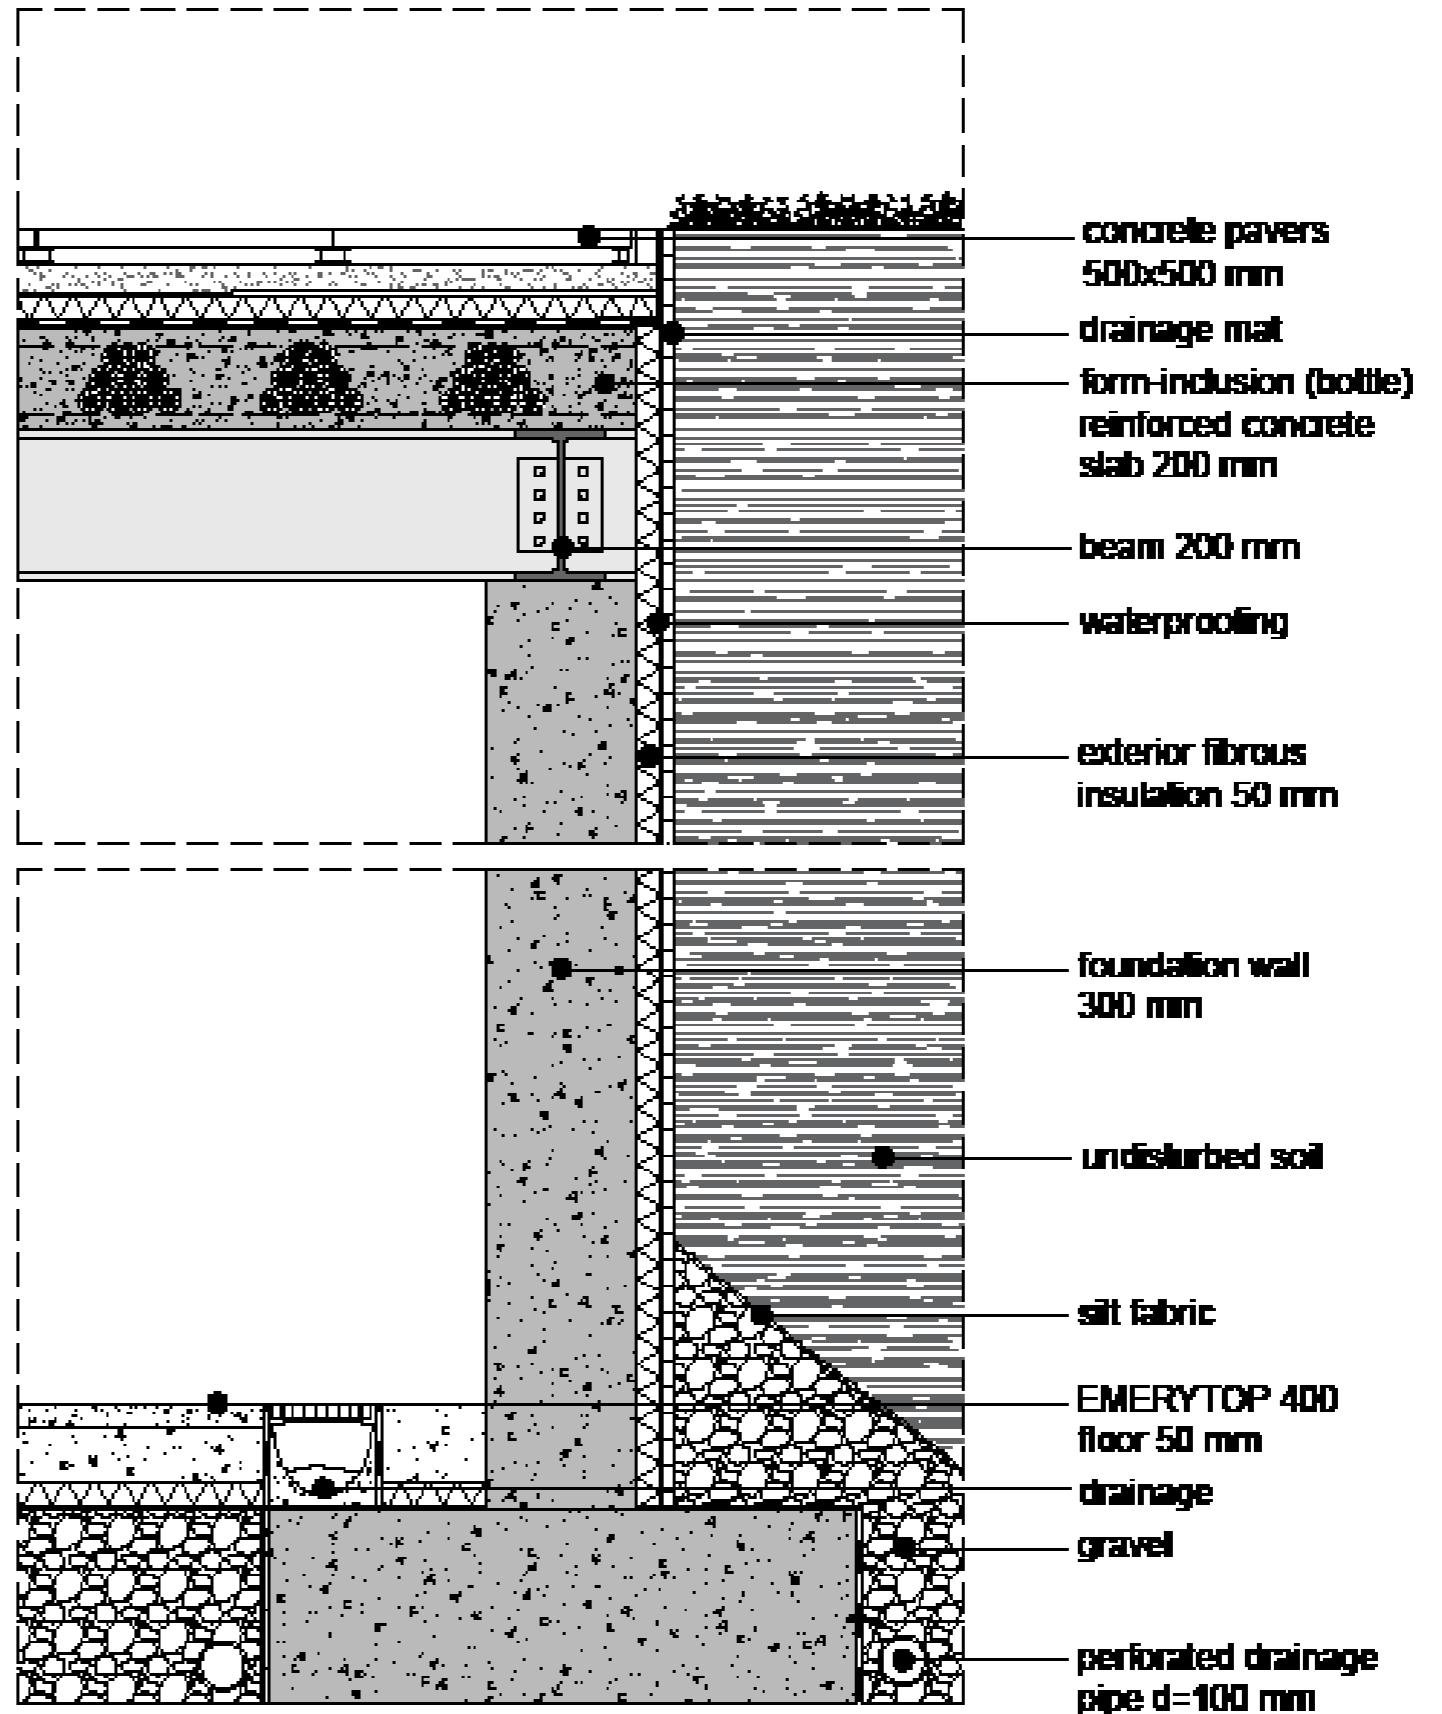 concrete pavers
500x500 mm
drainage mat
form-inclusion (bottle)
reinforced concrete
slab 200 mm
beam 200 mm
waterproofing
exterior fibrous
insulation 50 mm
foundation wall
300 mm
undisturbed soil
silt fabric
EMERYTOP 400
floor 50 mm
drainage
gravel
perforated drainage
pipe d=100 mm